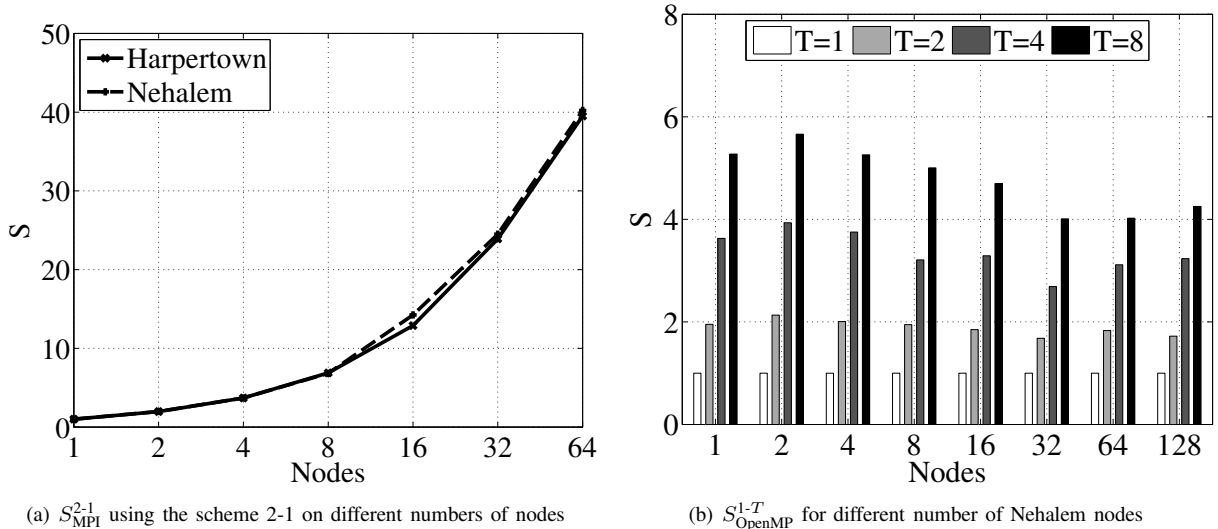 50
40
30
20
10
0
S
Harpertown
Nehalem
1 2 4 8 16 32 64
Nodes
(a) S^{2-1}_{MPI} using the scheme 2-1 on different numbers of nodes
8
6
4
2
0
S
T=1 T=2 T=4 T=8
1 2 4 8 16 32 64 128
Nodes
(b) S^{1-T}_{OpenMP} for different number of Nehalem nodes